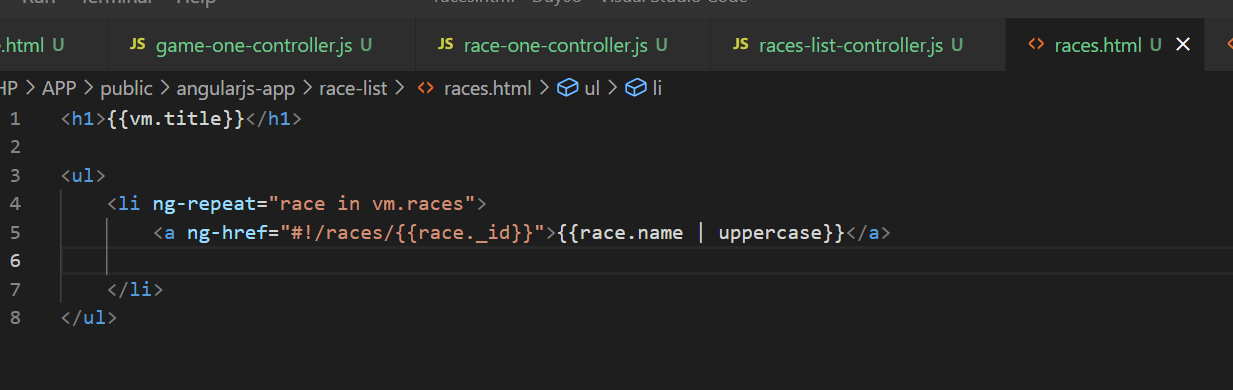 Run Terminal Help races.html - Day08 - Visual Studio Code
.html U JS game-one-controller.js U JS race-one-controller.js U JS races-list-controller.js U <> races.html U ×
HP > APP > public > angularjs-app > race-list > <> races.html > ul > li
1 <h1>{{vm.title}}</h1>
2
3 <ul>
4 <li ng-repeat="race in vm.races">
5 <a ng-href="#!/races/{{race._id}}">{{race.name | uppercase}}</a>
6
7 </li>
8 </ul>